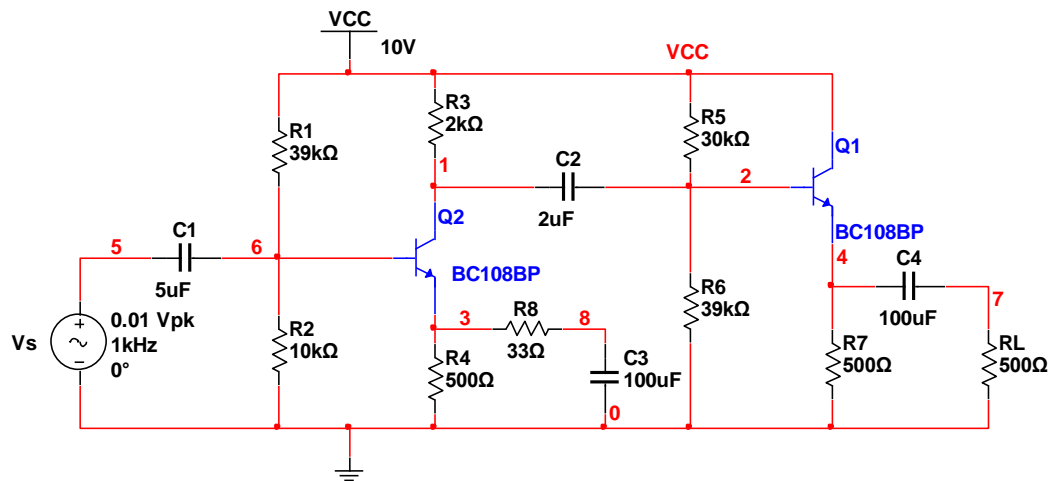 VCC
10V
VCC
R1
39kΩ
R3
2kΩ
1
C2
2uF
R5
30kΩ
2
Q1
BC108BP
Q2
BC108BP
5
C1
5uF
6
4
C4
100uF
7
3
R8
33Ω
8
R6
39kΩ
Vs
0.01 Vpk
1kHz
0°
R2
10kΩ
R4
500Ω
C3
100uF
0
R7
500Ω
RL
500Ω